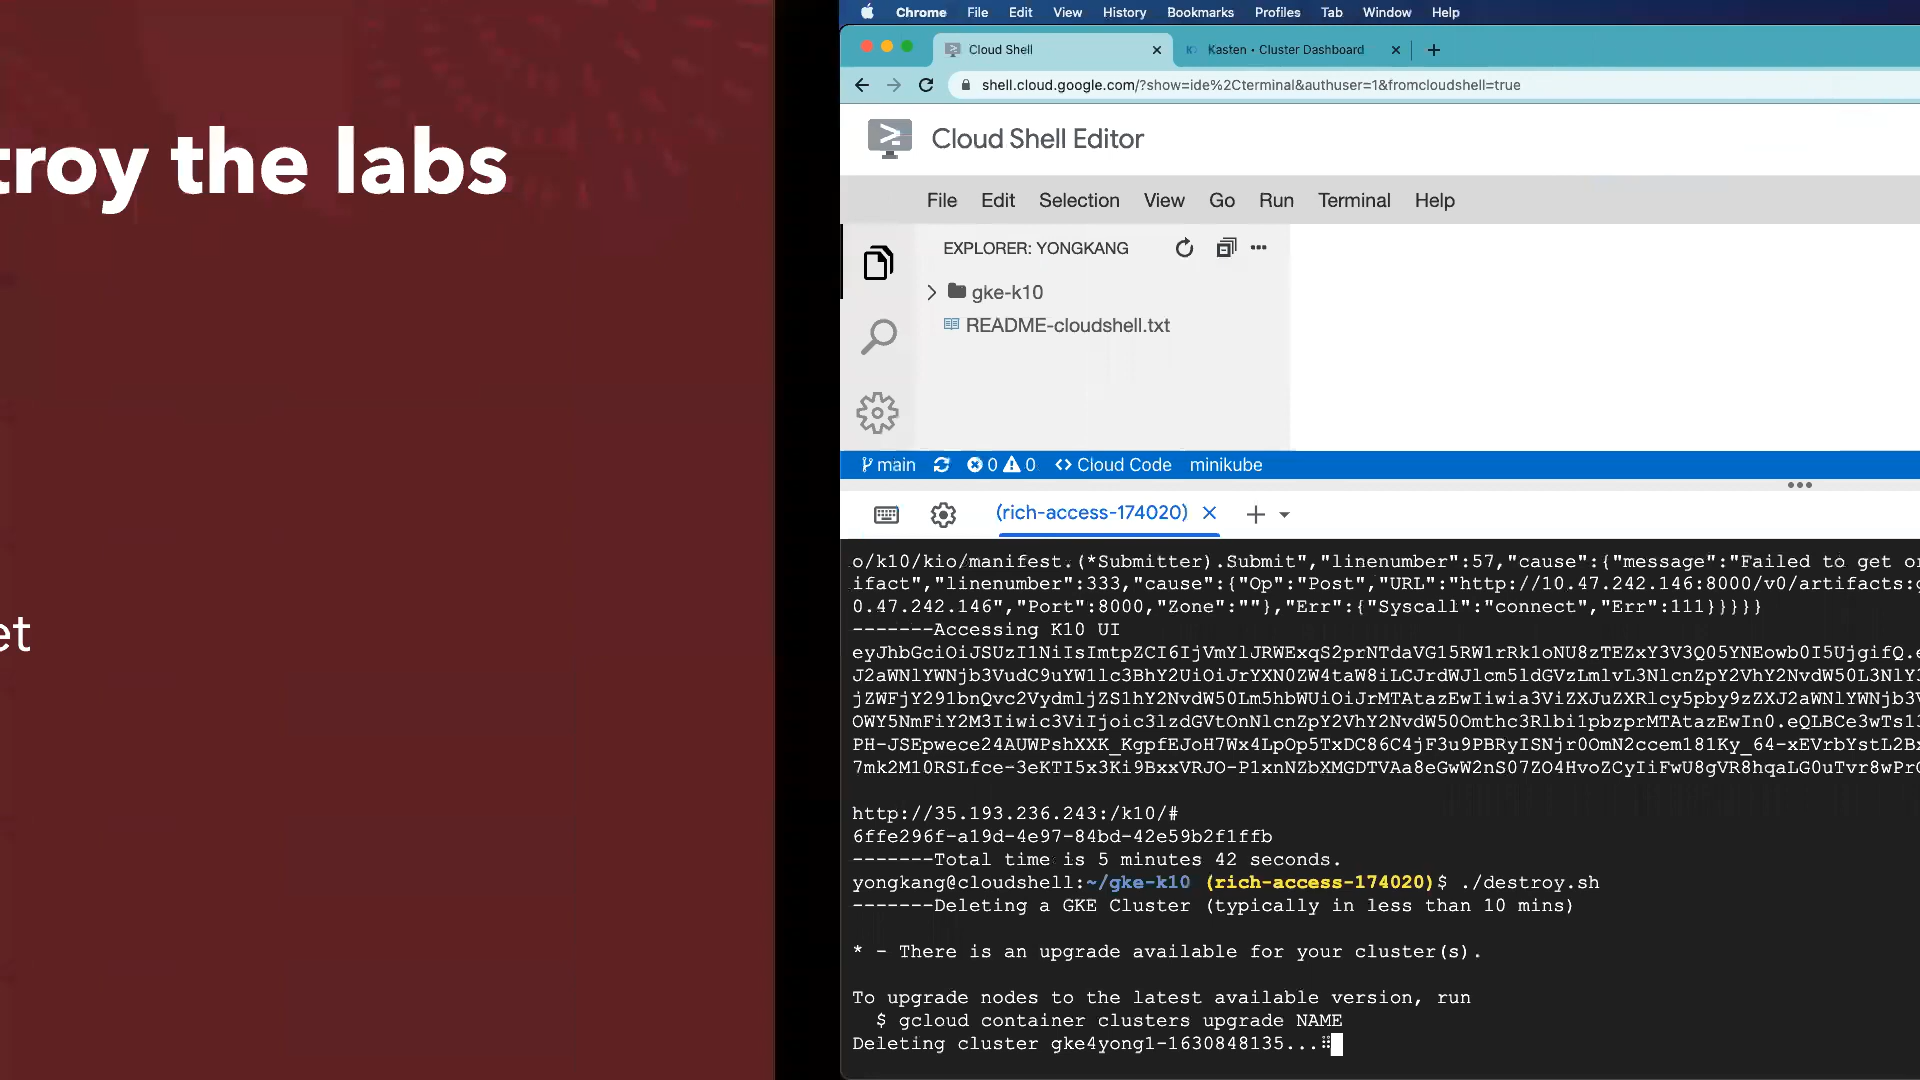 troy the labs
et
Chrome File Edit View History Bookmarks Profiles Tab Window Help
Cloud Shell
Kasten • Cluster Dashboard
shell.cloud.google.com/?show=ide%2Cterminal&authuser=1&fromcloudshell=true
Cloud Shell Editor
File Edit Selection View Go Run Terminal Help
EXPLORER: YONGKANG
gke-k10
README-cloudshell.txt
main 0 0 Cloud Code minikube
(rich-access-174020)
o/k10/kio/manifest.(*Submitter).Submit","linenumber":57,"cause":{"message":"Failed to get or
ifact","linenumber":333,"cause":{"Op":"Post","URL":"http://10.47.242.146:8000/v0/artifacts:
0.47.242.146","Port":8000,"Zone":""},"Err":{"Syscall":"connect","Err":111}}}}}
-------Accessing K10 UI
http://35.193.236.243:/k10/#
6ffe296f-a19d-4e97-84bd-42e59b2f1ffb
-------Total time is 5 minutes 42 seconds.
yongkang@cloudshell:~/gke-k10 (rich-access-174020)$ ./destroy.sh
-------Deleting a GKE Cluster (typically in less than 10 mins)
* - There is an upgrade available for your cluster(s).
To upgrade nodes to the latest available version, run
$ gcloud container clusters upgrade NAME
Deleting cluster gke4yong1-1630848135...